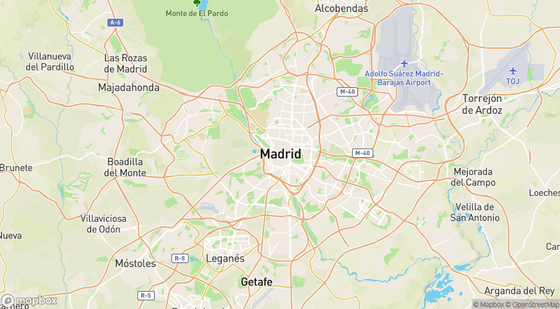 Alcobendas
Monte de El Pardo
A-6
Villanueva
del Pardillo
Las Rozas
de Madrid
Adolfo Suárez Madrid-
Barajas Airport
TOJ
Majadahonda
M-40
Torrejón
de Ardoz
Madrid
M-40
Brunete
Boadilla
del Monte
Mejorada
del Campo
Loeches
Villaviciosa
de Odón
Velilla de
San Antonio
Nueva
Móstoles
R-5
Leganés
Getafe
R-5
Arganda del Rey
mapbox
© Mapbox © OpenStreetMap